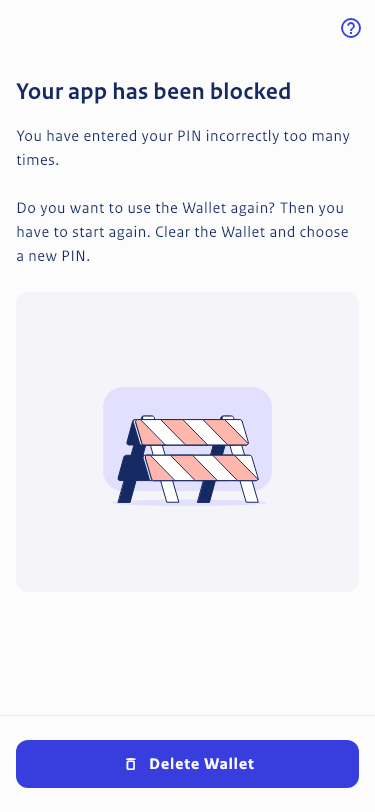 Your app has been blocked
You have entered your PIN incorrectly too many
times.
Do you want to use the Wallet again? Then you
have to start again. Clear the Wallet and choose
a new PIN.
Delete Wallet